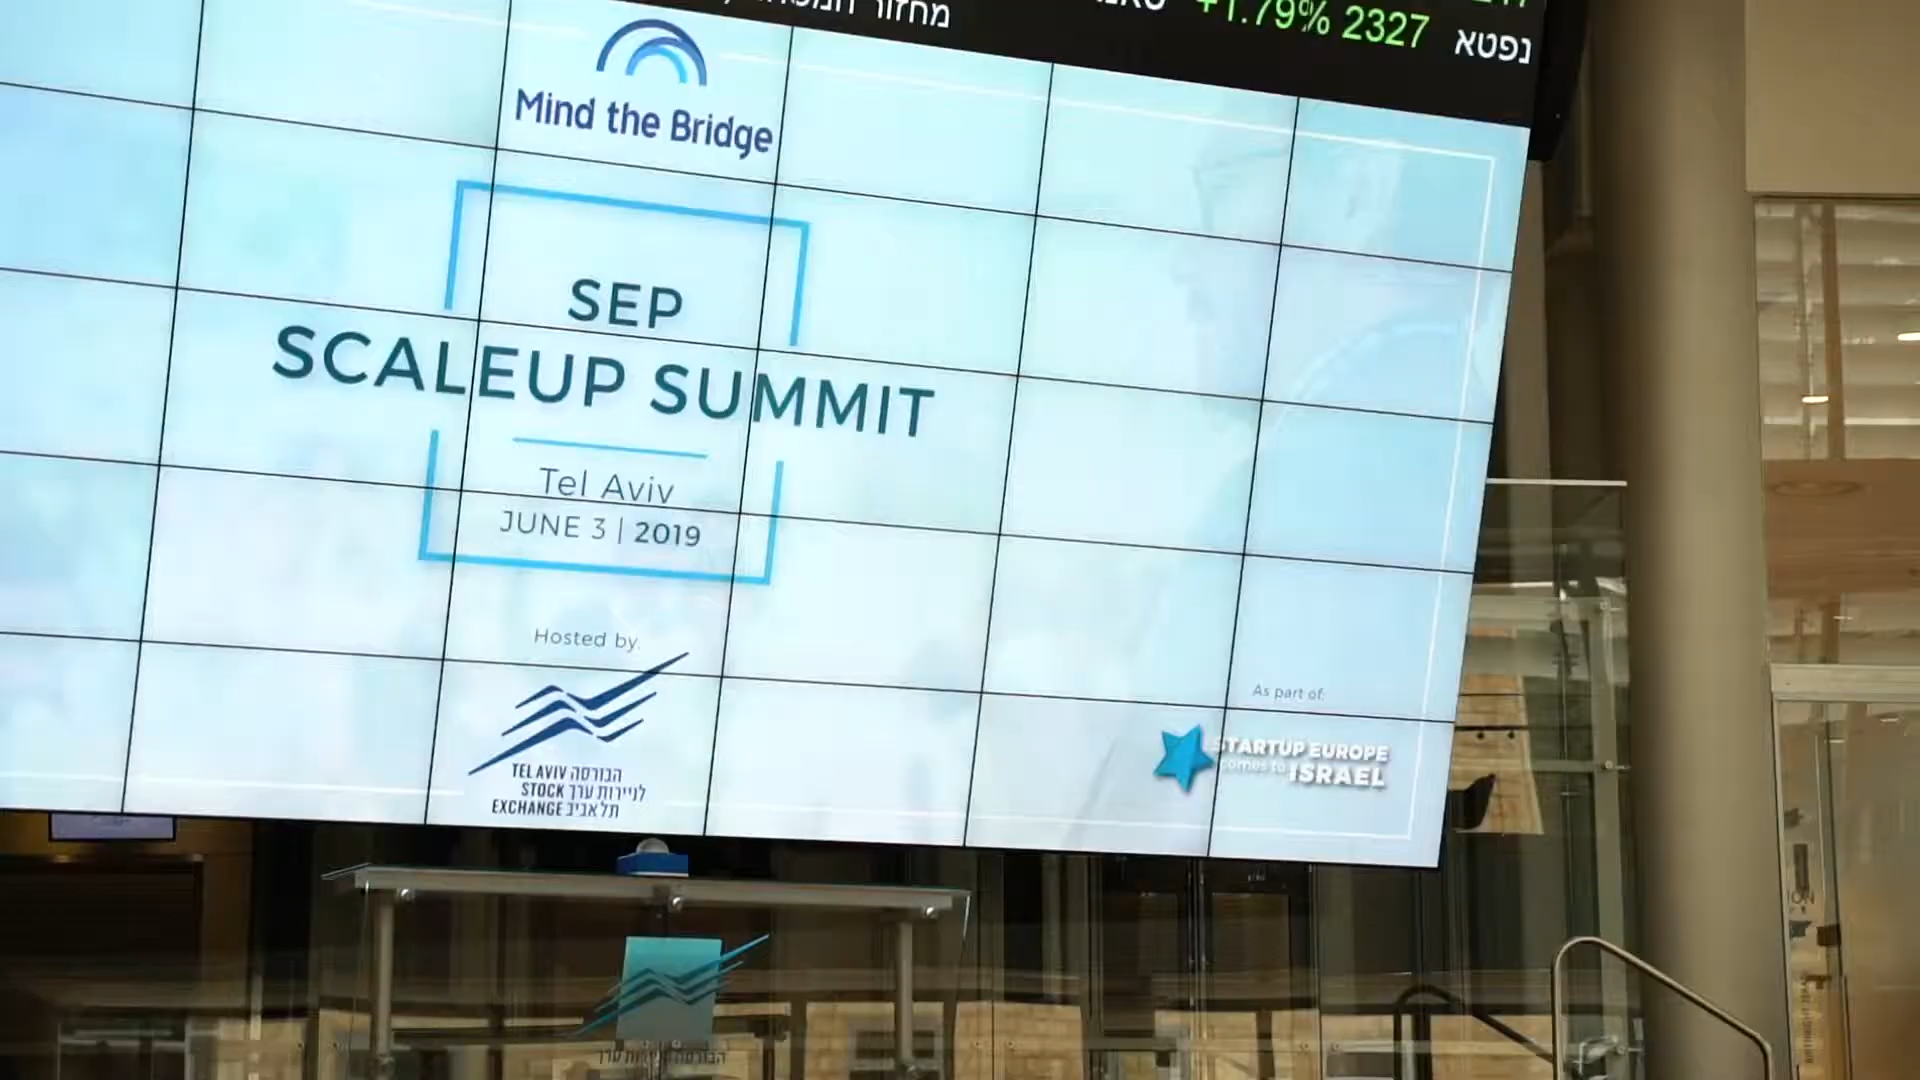 +1.79% 2327 נפטא
Mind the Bridge
SEP
SCALEUP SUMMIT
Tel Aviv
JUNE 3 | 2019
Hosted by:
TEL AVIV הבורסה
STOCK לניירות ערך
EXCHANGE תל אביב
As part of:
STARTUP EUROPE
comes to ISRAEL